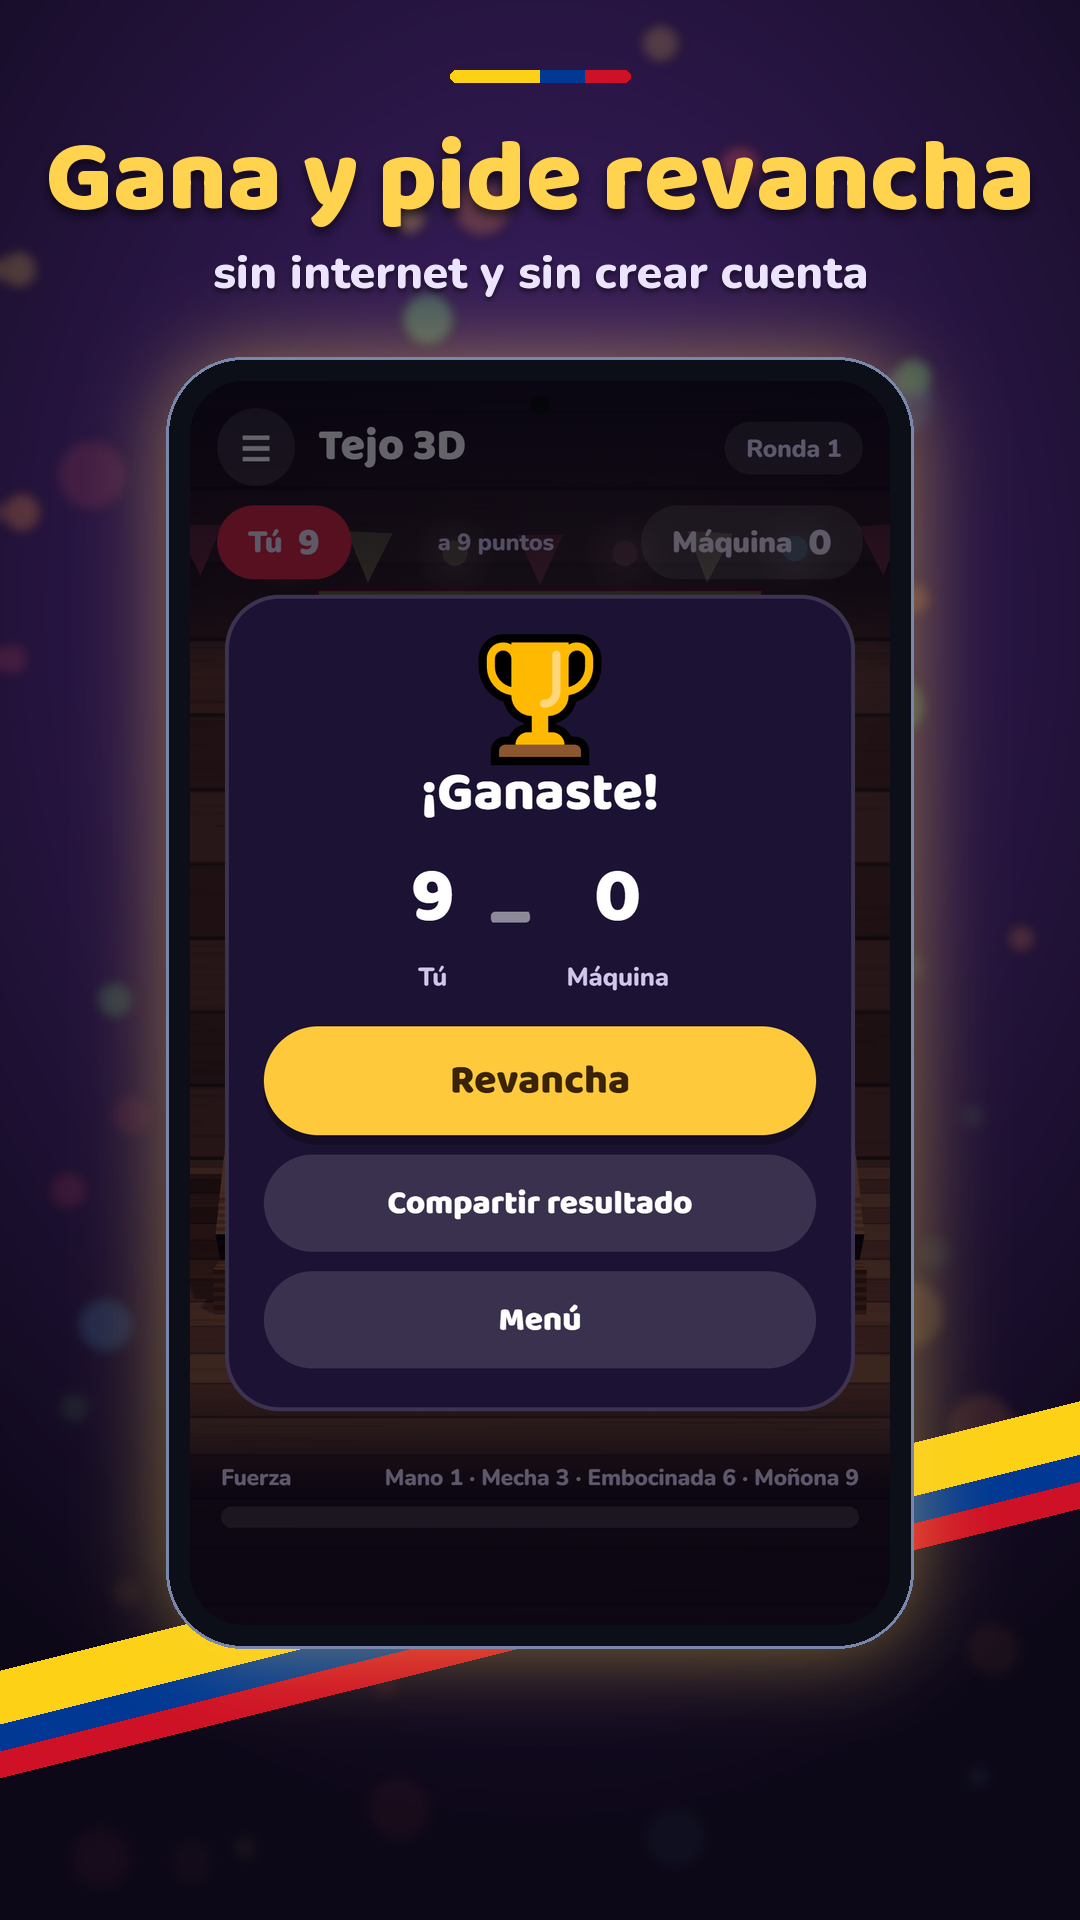 Gana y pide revancha
sin internet y sin crear cuenta
Tejo 3D
Ronda 1
Tú 9
a 9 puntos
Máquina 0
¡Ganaste!
9 – 0
Tú
Máquina
Revancha
Compartir resultado
Menú
Fuerza
Mano 1 · Mecha 3 · Embocinada 6 · Moñona 9